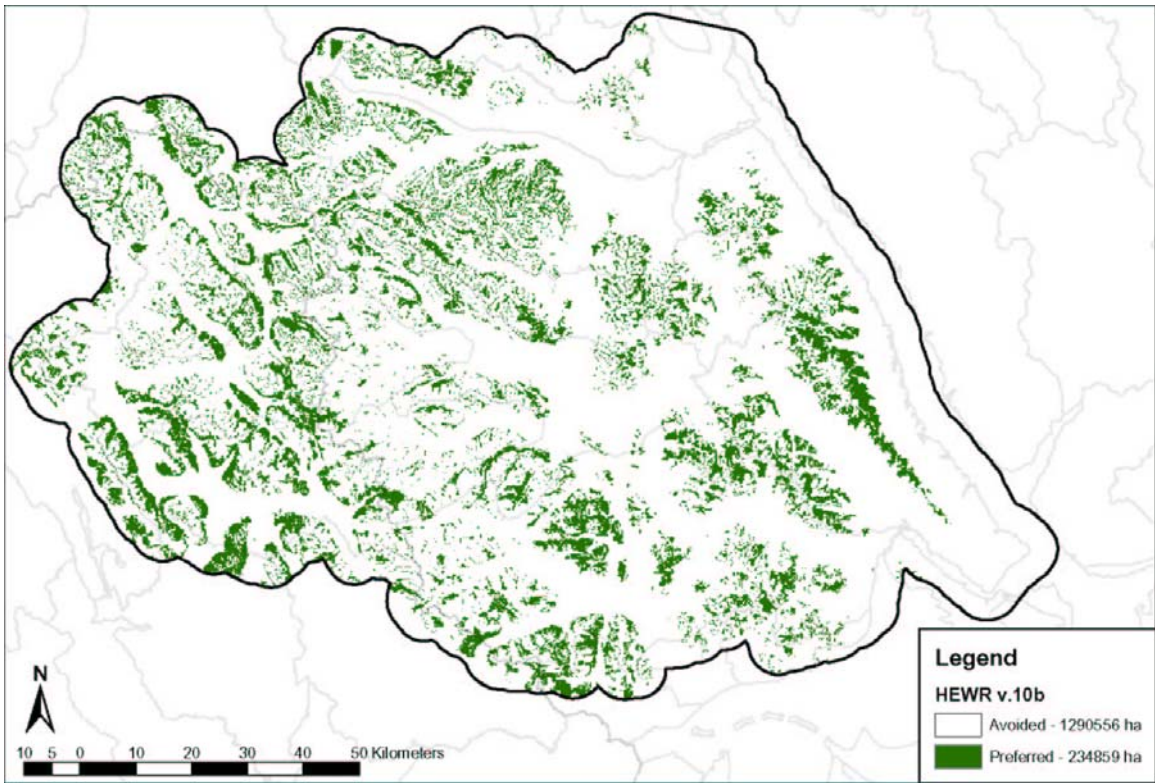 N
10 5 0 10 20 30 40 50 Kilometers
Legend
HEWR v.10b
Avoided - 1290556 ha
Preferred - 234859 ha